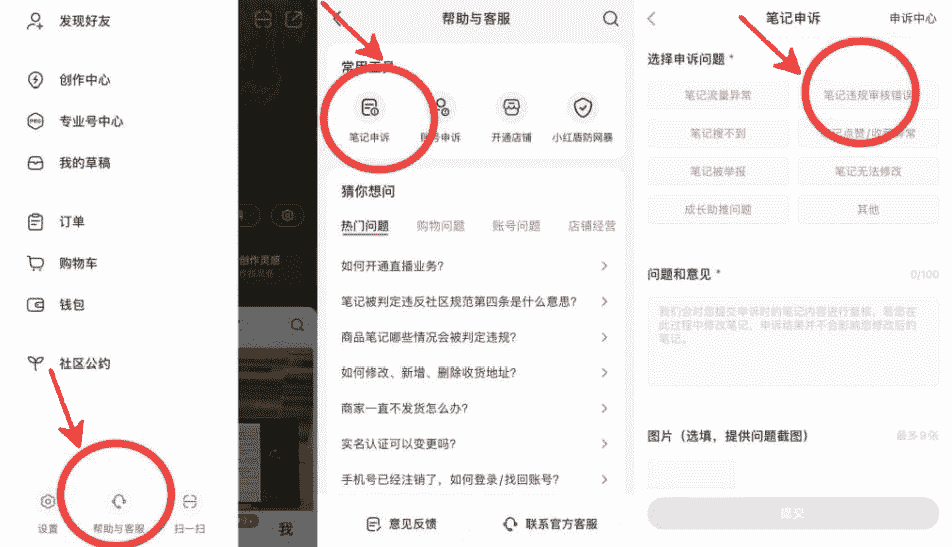 发现好友
创作中心
专业号中心
我的草稿
订单
购物车
钱包
社区公约
设置
帮助与客服
扫一扫
创作灵感
我
帮助与客服
常用工具
笔记申诉
账号申诉
开通店铺
小红盾防网暴
猜你想问
热门问题
购物问题
账号问题
店铺经营
如何开通直播业务?
笔记被判定违反社区规范第四条是什么意思?
商品笔记哪些情况会被判定违规?
如何修改、新增、删除收货地址?
商家一直不发货怎么办?
实名认证可以变更吗?
手机号已经注销了，如何登录/找回账号?
意见反馈
联系官方客服
笔记申诉
申诉中心
选择申诉问题 *
笔记流量异常
笔记违规审核错误
笔记搜不到
笔记点赞/收藏异常
笔记被举报
笔记无法修改
成长助推问题
其他
问题和意见 *
0/100
我们会对您提交申诉时的笔记内容进行复核，若您在
此过程中修改笔记，申诉结果并不会影响您修改后的
笔记。
图片（选填，提供问题截图）
最多9张
提交